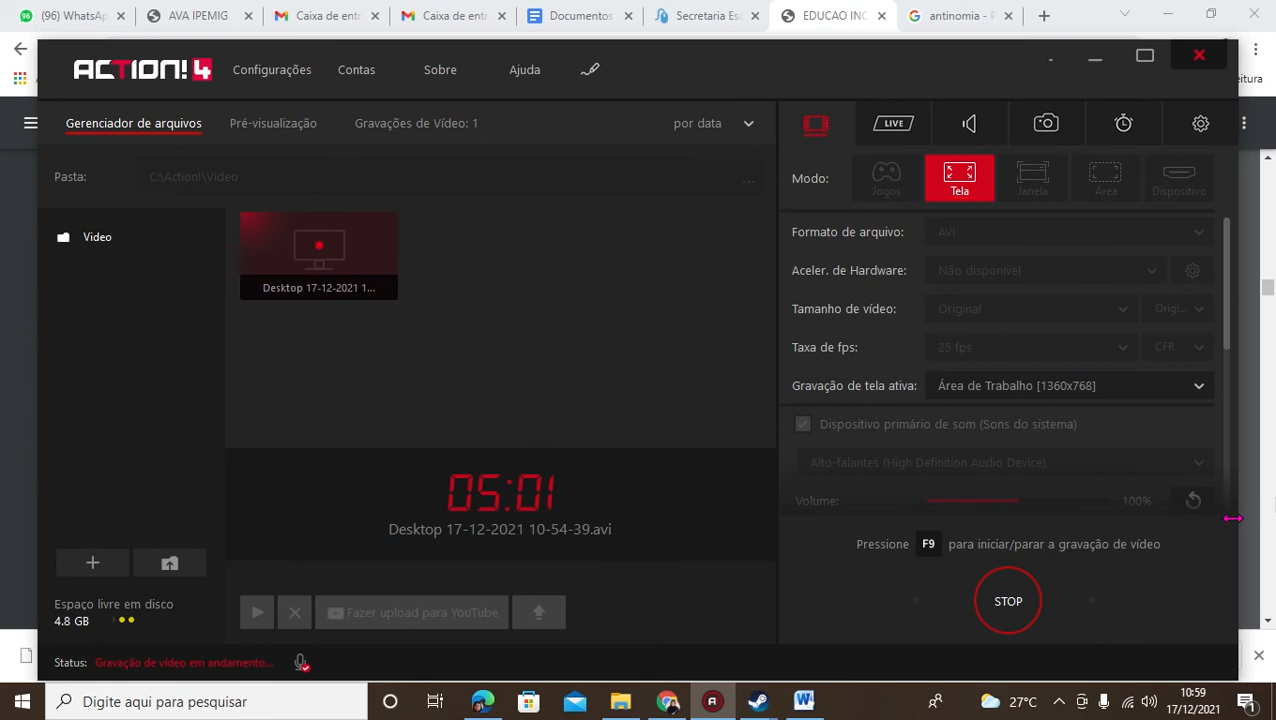 (96) WhatsA
AVA IPEMIG
Caixa de ent
Caixa de ent
Documentos
Secretaria Es
EDUCAO INC
antinomia - P
eitura
ACTION! 4
Configurações
Contas
Sobre
Ajuda
Gerenciador de arquivos
Pré-visualização
Gravações de Vídeo: 1
por data
LIVE
Pasta:
C:\Action!\Video
...
Modo:
Jogos
Tela
Janela
Área
Dispositivo
Video
Desktop 17-12-2021 1...
Formato de arquivo:
AVI
Aceler. de Hardware:
Não disponível
Tamanho de vídeo:
Original
Origi...
Taxa de fps:
25 fps
CFR
Gravação de tela ativa:
Área de Trabalho [1360x768]
Dispositivo primário de som (Sons do sistema)
Alto-falantes (High Definition Audio Device)
Volume:
100%
05:01
Desktop 17-12-2021 10-54-39.avi
Pressione F9 para iniciar/parar a gravação de vídeo
STOP
Fazer upload para YouTube
Espaço livre em disco
4.8 GB
Status: Gravação de vídeo em andamento...
Digite aqui para pesquisar
27°C
10:59
17/12/2021
1